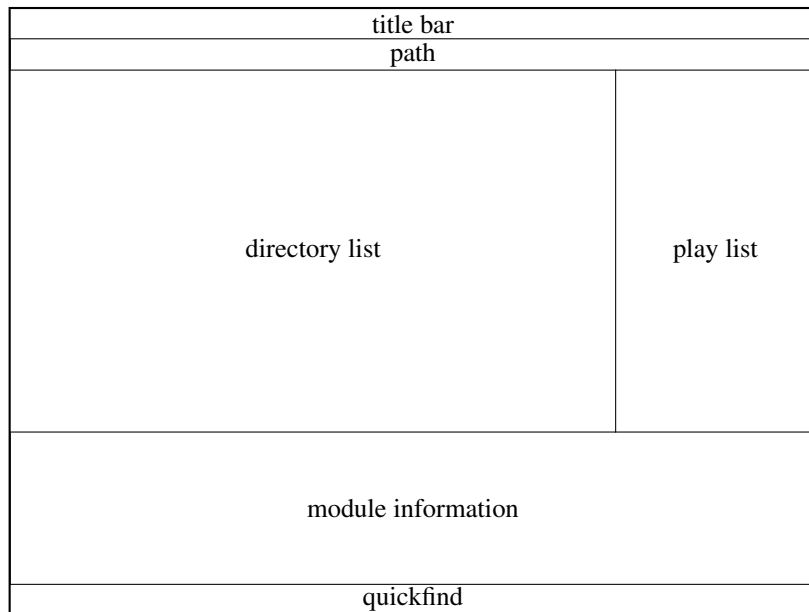 title bar
path
directory list
play list
module information
quickfind